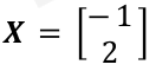 X = [-1
2]